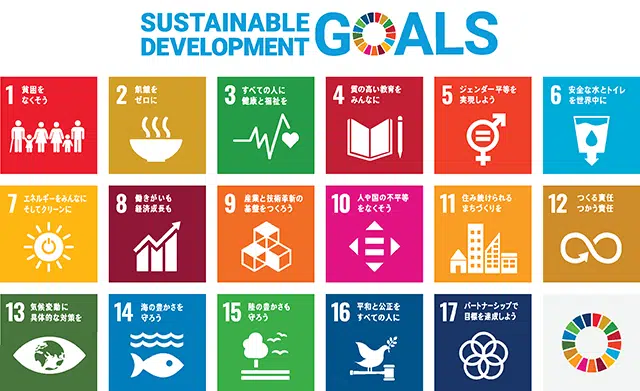 SUSTAINABLE
DEVELOPMENT
GOALS
1 貧困を
なくそう
2 飢餓を
ゼロに
3 すべての人に
健康と福祉を
4 質の高い教育を
みんなに
5 ジェンダー平等を
実現しよう
6 安全な水とトイレ
を世界中に
7 エネルギーをみんなに
そしてクリーンに
8 働きがいも
経済成長も
9 産業と技術革新の
基盤をつくろう
10 人や国の不平等
をなくそう
11 住み続けられる
まちづくりを
12 つくる責任
つかう責任
13 気候変動に
具体的な対策を
14 海の豊かさを
守ろう
15 陸の豊かさも
守ろう
16 平和と公正を
すべての人に
17 パートナーシップで
目標を達成しよう